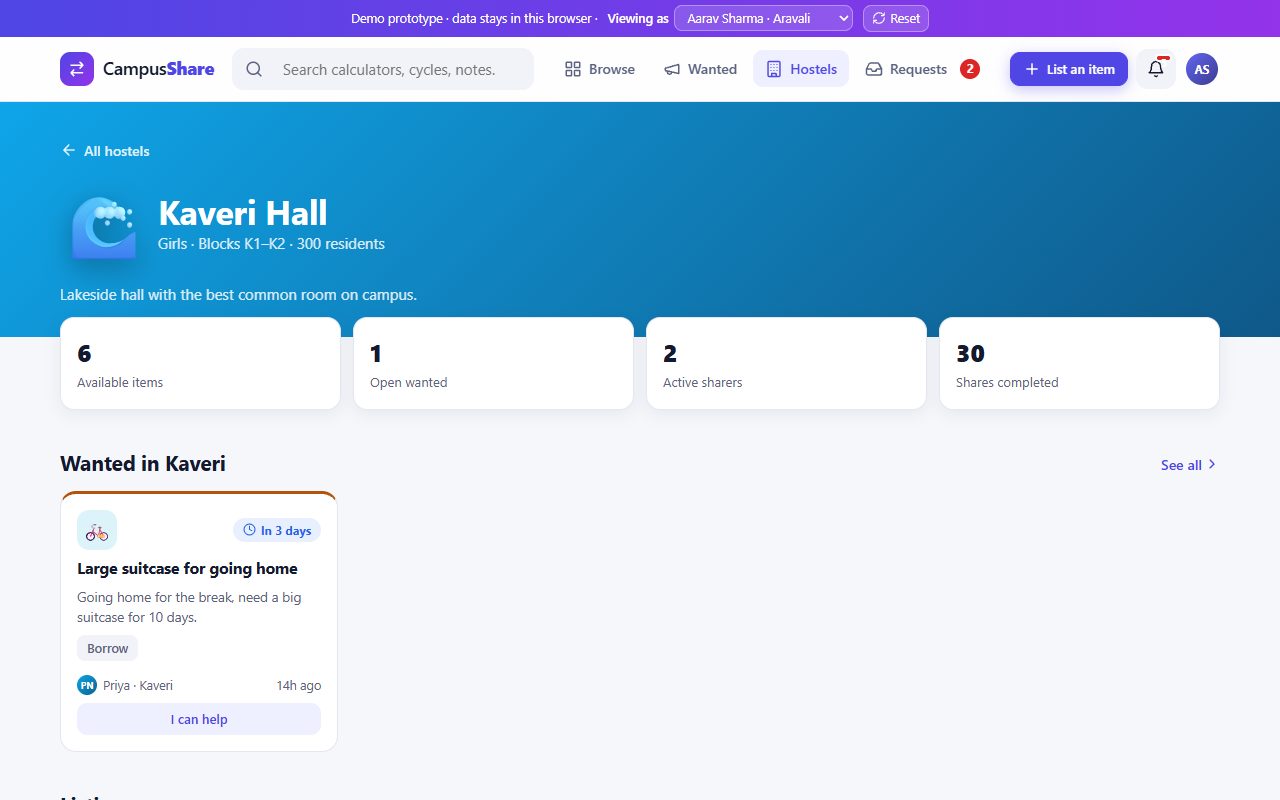 Demo prototype · data stays in this browser · Viewing as Aarav Sharma · Aravali Reset
CampusShare Search calculators, cycles, notes. Browse Wanted Hostels Requests 2 List an item AS
All hostels
Kaveri Hall
Girls · Blocks K1–K2 · 300 residents
Lakeside hall with the best common room on campus.
6 1 2 30
Available items Open wanted Active sharers Shares completed
Wanted in Kaveri See all
In 3 days
Large suitcase for going home
Going home for the break, need a big
suitcase for 10 days.
Borrow
PN Priya · Kaveri 14h ago
I can help